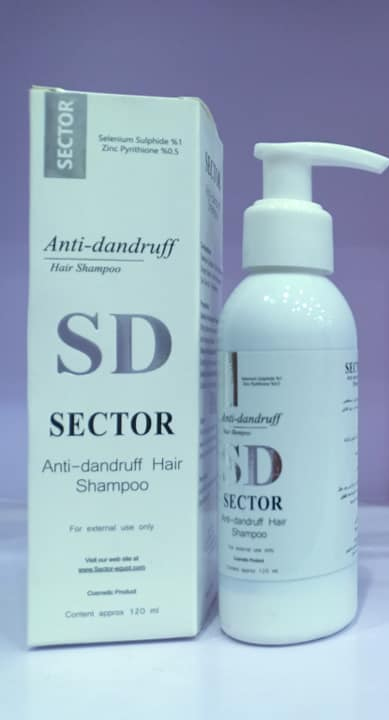 SECTOR
Selenium Sulphide %1
Zinc Pyrithione %0.5
Anti-dandruff
Hair Shampoo
SD
SECTOR
Anti-dandruff Hair
Shampoo
For external use only
Visit our web site at
www.Sector-egypt.com
Cosmetic Product
Content approx 120 ml
SECTOR
Selenium Sulphide %1
Zinc Pyrithione %0.5
Anti-dandruff
Hair Shampoo
SD
SECTOR
Anti-dandruff Hair
Shampoo
For external use only
Cosmetic Product
Content approx 120 ml
SECT